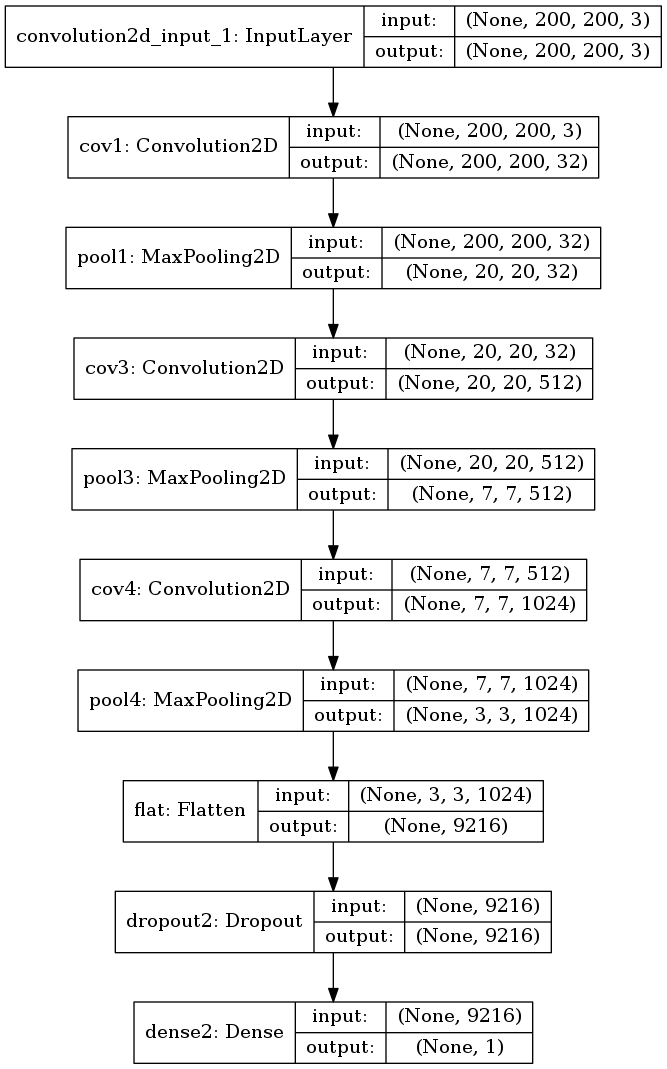 convolution2d_input_1: InputLayer input: (None, 200, 200, 3)
output: (None, 200, 200, 3)
cov1: Convolution2D input: (None, 200, 200, 3)
output: (None, 200, 200, 32)
pool1: MaxPooling2D input: (None, 200, 200, 32)
output: (None, 20, 20, 32)
cov3: Convolution2D input: (None, 20, 20, 32)
output: (None, 20, 20, 512)
pool3: MaxPooling2D input: (None, 20, 20, 512)
output: (None, 7, 7, 512)
cov4: Convolution2D input: (None, 7, 7, 512)
output: (None, 7, 7, 1024)
pool4: MaxPooling2D input: (None, 7, 7, 1024)
output: (None, 3, 3, 1024)
flat: Flatten input: (None, 3, 3, 1024)
output: (None, 9216)
dropout2: Dropout input: (None, 9216)
output: (None, 9216)
dense2: Dense input: (None, 9216)
output: (None, 1)